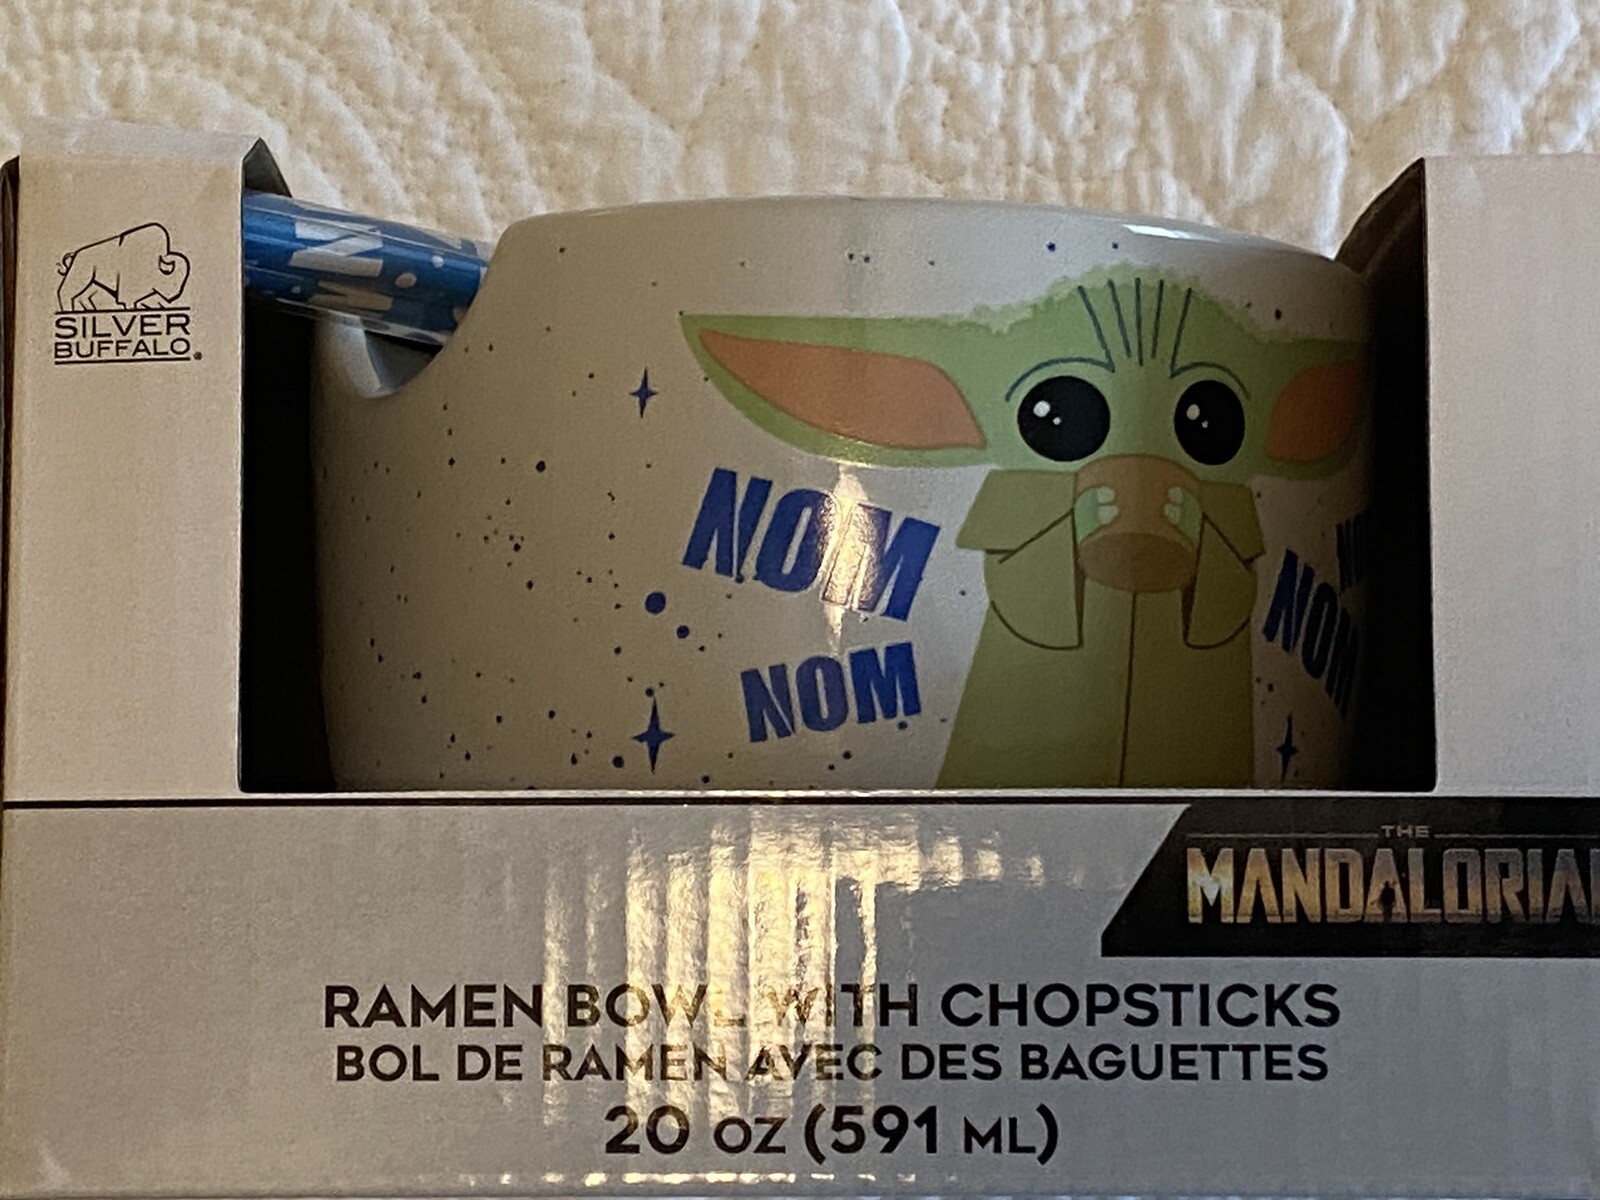 SILVER
BUFFALO
NOM
NOM
NOM
THE
MANDALORIAN
RAMEN BOWL WITH CHOPSTICKS
BOL DE RAMEN AVEC DES BAGUETTES
20 OZ (591 ML)